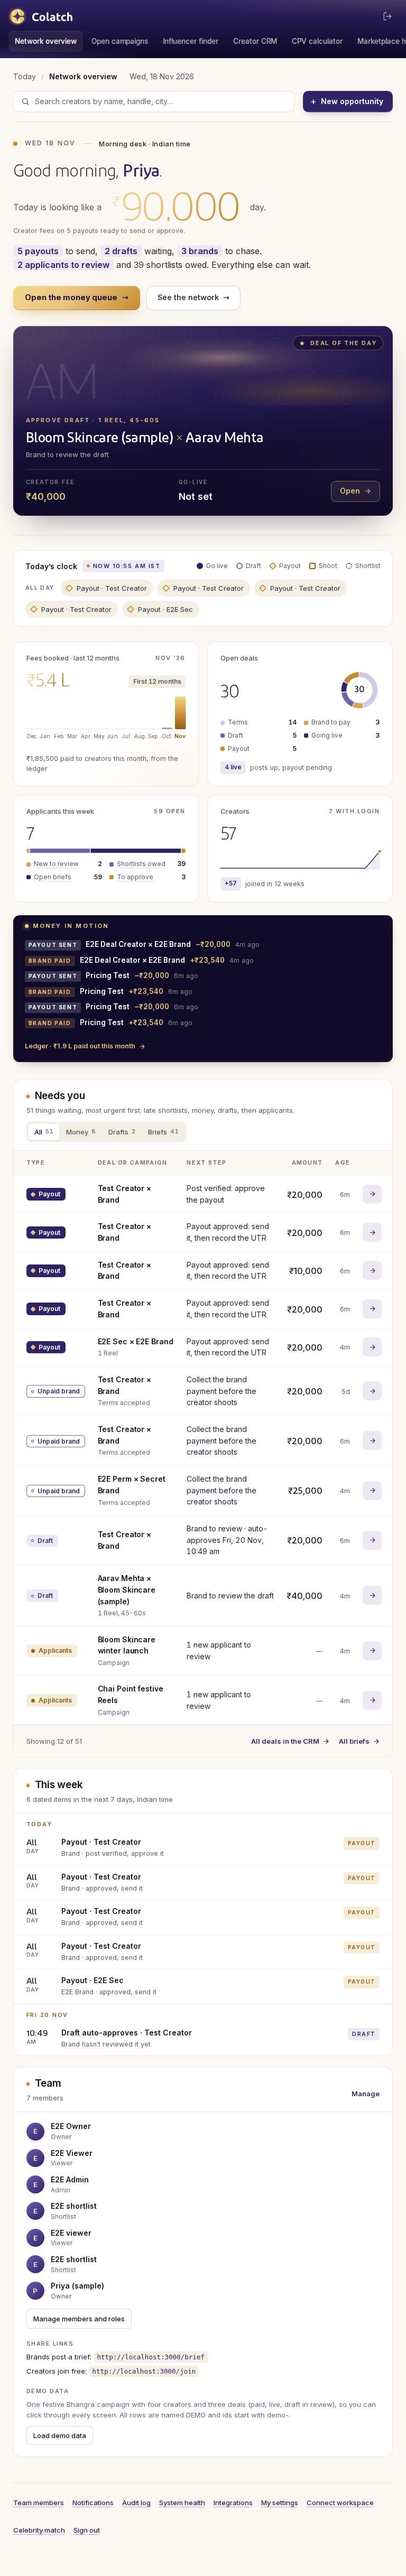 Colatch
Network overview Open campaigns Influencer finder Creator CRM CPV calculator Marketplace h
Today / Network overview · Wed, 18 Nov 2026
Search creators by name, handle, city…
+ New opportunity
WED 18 NOV — Morning desk · Indian time
Good morning, Priya.
Today is looking like a ₹90,000 day.
Creator fees on 5 payouts ready to send or approve.
5 payouts to send, 2 drafts waiting, 3 brands to chase.
2 applicants to review and 39 shortlists owed. Everything else can wait.
Open the money queue →
See the network →
★ DEAL OF THE DAY
AM
APPROVE DRAFT · 1 REEL, 45-60S
Bloom Skincare (sample) × Aarav Mehta
Brand to review the draft
CREATOR FEE
₹40,000
GO-LIVE
Not set
Open →
Today's clock
NOW 10:55 AM IST
Go live Draft Payout Shoot Shortlist
ALL DAY
Payout · Test Creator
Payout · Test Creator
Payout · Test Creator
Payout · Test Creator
Payout · E2E Sec
Fees booked · last 12 months NOV '26
₹5.4 L
First 12 months
Dec Jan Feb Mar Apr May Jun Jul Aug Sep Oct Nov
₹1,85,500 paid to creators this month, from the
ledger
Open deals
30
30
Terms 14 Brand to pay 3
Draft 5 Going live 3
Payout 5
4 live posts up, payout pending
Applicants this week 59 OPEN
7
New to review 2 Shortlists owed 39
Open briefs 59 To approve 3
Creators 7 WITH LOGIN
57
+57 joined in 12 weeks
MONEY IN MOTION
PAYOUT SENT E2E Deal Creator × E2E Brand −₹20,000 4m ago
BRAND PAID E2E Deal Creator × E2E Brand +₹23,540 4m ago
PAYOUT SENT Pricing Test −₹20,000 6m ago
BRAND PAID Pricing Test +₹23,540 6m ago
PAYOUT SENT Pricing Test −₹20,000 6m ago
BRAND PAID Pricing Test +₹23,540 6m ago
Ledger · ₹1.9 L paid out this month →
Needs you
51 things waiting, most urgent first: late shortlists, money, drafts, then applicants.
All 51 Money 8 Drafts 2 Briefs 41
TYPE DEAL OR CAMPAIGN NEXT STEP AMOUNT AGE
Payout
Test Creator ×
Brand
Post verified: approve
the payout
₹20,000 6m →
Payout
Test Creator ×
Brand
Payout approved: send
it, then record the UTR
₹20,000 6m →
Payout
Test Creator ×
Brand
Payout approved: send
it, then record the UTR
₹10,000 6m →
Payout
Test Creator ×
Brand
Payout approved: send
it, then record the UTR
₹20,000 6m →
Payout
E2E Sec × E2E Brand
1 Reel
Payout approved: send
it, then record the UTR
₹20,000 4m →
Unpaid brand
Test Creator ×
Brand
Terms accepted
Collect the brand
payment before the
creator shoots
₹20,000 5d →
Unpaid brand
Test Creator ×
Brand
Terms accepted
Collect the brand
payment before the
creator shoots
₹20,000 6m →
Unpaid brand
E2E Perm × Secret
Brand
Terms accepted
Collect the brand
payment before the
creator shoots
₹25,000 4m →
Draft
Test Creator ×
Brand
Brand to review · auto-
approves Fri, 20 Nov,
10:49 am
₹20,000 6m →
Draft
Aarav Mehta ×
Bloom Skincare
(sample)
1 Reel, 45-60s
Brand to review the draft
₹40,000 4m →
Applicants
Bloom Skincare
winter launch
Campaign
1 new applicant to
review
— 4m →
Applicants
Chai Point festive
Reels
Campaign
1 new applicant to
review
— 4m →
Showing 12 of 51
All deals in the CRM → All briefs →
This week
6 dated items in the next 7 days, Indian time
TODAY
All
DAY
Payout · Test Creator
Brand · post verified, approve it
PAYOUT
All
DAY
Payout · Test Creator
Brand · approved, send it
PAYOUT
All
DAY
Payout · Test Creator
Brand · approved, send it
PAYOUT
All
DAY
Payout · Test Creator
Brand · approved, send it
PAYOUT
All
DAY
Payout · E2E Sec
E2E Brand · approved, send it
PAYOUT
FRI 20 NOV
10:49
AM
Draft auto-approves · Test Creator
Brand hasn't reviewed it yet
DRAFT
Team
7 members
Manage
E
E2E Owner
Owner
E
E2E Viewer
Viewer
E
E2E Admin
Admin
E
E2E shortlist
Shortlist
E
E2E viewer
Viewer
E
E2E shortlist
Shortlist
P
Priya (sample)
Owner
Manage members and roles
SHARE LINKS
Brands post a brief: http://localhost:3000/brief
Creators join free: http://localhost:3000/join
DEMO DATA
One festive Bhangra campaign with four creators and three deals (paid, live, draft in review), so you can
click through every screen. All rows are named DEMO and ids start with demo-.
Load demo data
Team members Notifications Audit log System health Integrations My settings Connect workspace
Celebrity match Sign out